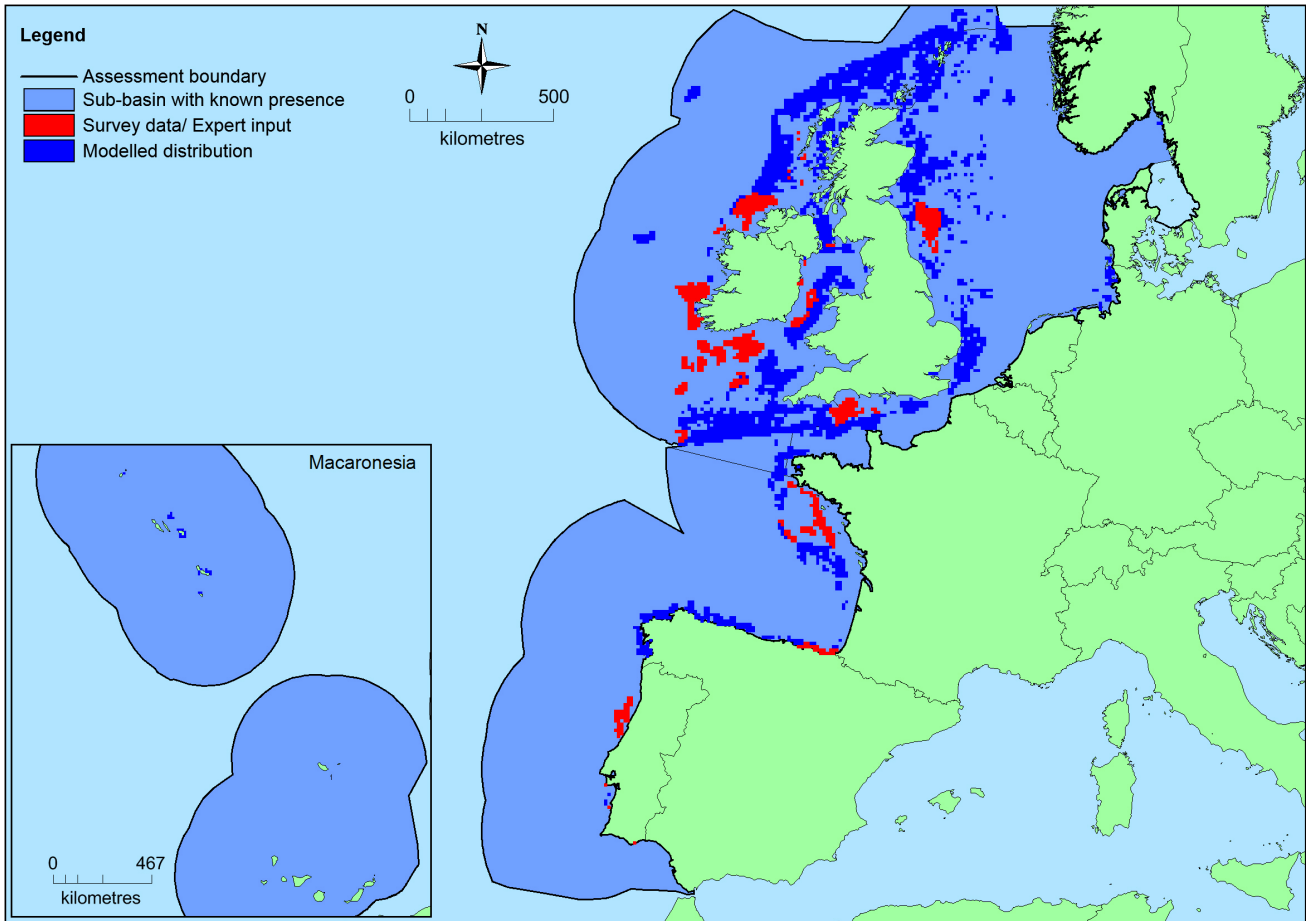 Legend
Assessment boundary
Sub-basin with known presence
Survey data/ Expert input
Modelled distribution
N
0 500
kilometres
Macaronesia
0 467
kilometres